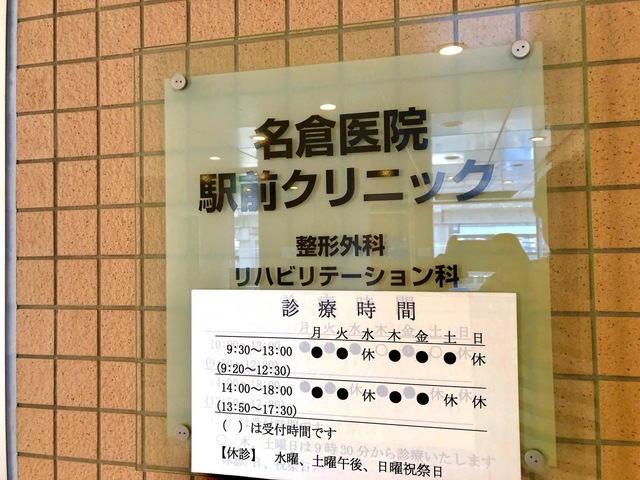 名倉医院
駅前クリニック
整形外科
リハビリテーション科
診療時間
月 火 水 木 金 土 日
9:30〜13:00 ● ● 休 ● ● ● 休
(9:20〜12:30)
14:00〜18:00 ● ● 休 ● ● 休 休
(13:50〜17:30)
( )は受付時間です
【休診】 水曜、土曜午後、日曜祝祭日